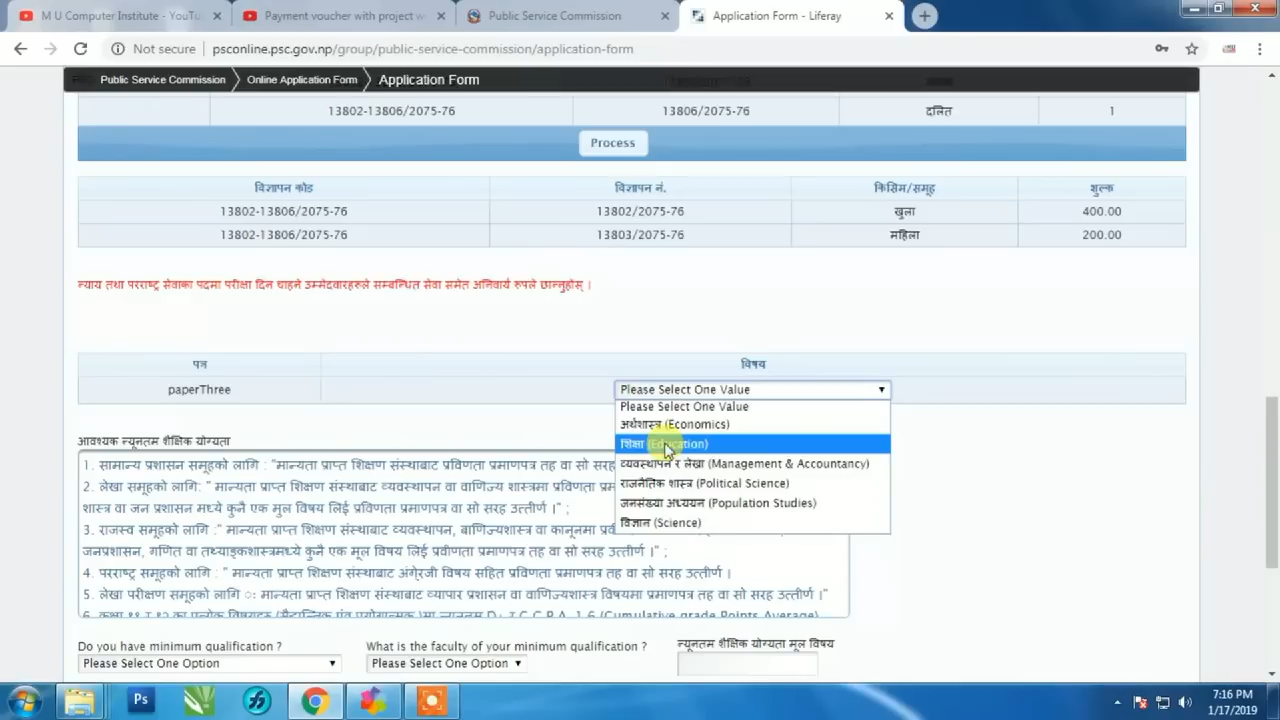 M U Computer Institute - YouTu
Payment voucher with project w
Public Service Commission
Application Form - Liferay
Not secure
psconline.psc.gov.np/group/public-service-commission/application-form
Public Service Commission
Online Application Form
Application Form
13802-13806/2075-76 13806/2075-76 दलित 1
Process
विज्ञापन कोड विज्ञापन नं. किसिम/समूह शुल्क
13802-13806/2075-76 13802/2075-76 खुला 400.00
13802-13806/2075-76 13803/2075-76 महिला 200.00
न्याय तथा परराष्ट्र सेवाका पदमा परीक्षा दिन चाहने उम्मेदवारहरुले सम्बन्धित सेवा समेत अनिवार्य रुपले छान्नुहोस् ।
पत्र विषय
paperThree Please Select One Value
Please Select One Value
अर्थशास्त्र (Economics)
शिक्षा (Education)
व्यवस्थापन र लेखा (Management & Accountancy)
राजनैतिक शास्त्र (Political Science)
जनसंख्या अध्ययन (Population Studies)
विज्ञान (Science)
आवश्यक न्यूनतम शैक्षिक योग्यता
1. सामान्य प्रशासन समूहको लागि : "मान्यता प्राप्त शिक्षण संस्थाबाट प्रविणता प्रमाणपत्र तह वा सो सरह
2. लेखा समूहको लागि: " मान्यता प्राप्त शिक्षण संस्थाबाट व्यवस्थापन वा वाणिज्य शास्त्रमा प्रविणता
शास्त्र वा जन प्रशासन मध्ये कुनै एक मुल विषय लिई प्रविणता प्रमाणपत्र तह वा सो सरह उत्तीर्ण ।" ;
3. राजस्व समूहको लागि : " मान्यता प्राप्त शिक्षण संस्थाबाट व्यवस्थापन, बाणिज्यशास्त्र वा कानूनमा
जनप्रशासन, गणित वा तथ्याङ्कशास्त्रमध्ये कुनै एक मूल विषय लिई प्रवीणता प्रमाणपत्र तह वा सो सरह उत्तीर्ण ।" ;
4. परराष्ट्र समूहको लागि : " मान्यता प्राप्त शिक्षण संस्थाबाट अंगेरजी विषय सहित प्रविणता प्रमाणपत्र तह वा सो सरह उत्तीर्ण ।
5. लेखा परीक्षण समूहको लागि ः मान्यता प्राप्त शिक्षण संस्थाबाट व्यापार प्रशासन वा वाणिज्यशास्त्र विषयमा प्रमाणपत्र तह वा सो सरह उत्तीर्ण ।"
Do you have minimum qualification ? What is the faculty of your minimum qualification ? न्यूनतम शैक्षिक योग्यता मूल विषय
Please Select One Option Please Select One Option
Ps
7:16 PM
1/17/2019